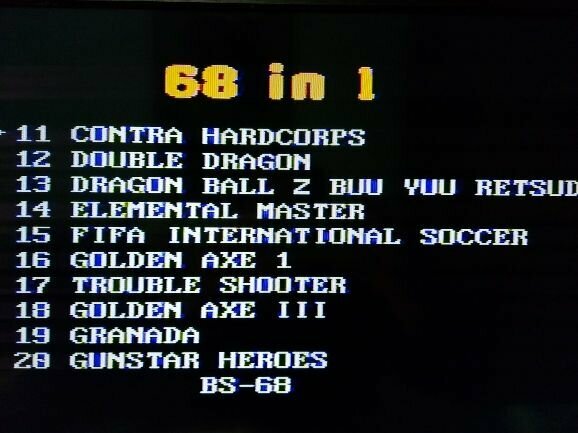 68 in 1
11 CONTRA HARDCORPS
12 DOUBLE DRAGON
13 DRAGON BALL Z BUU YUU RETSUD
14 ELEMENTAL MASTER
15 FIFA INTERNATIONAL SOCCER
16 GOLDEN AXE 1
17 TROUBLE SHOOTER
18 GOLDEN AXE III
19 GRANADA
20 GUNSTAR HEROES
BS-68